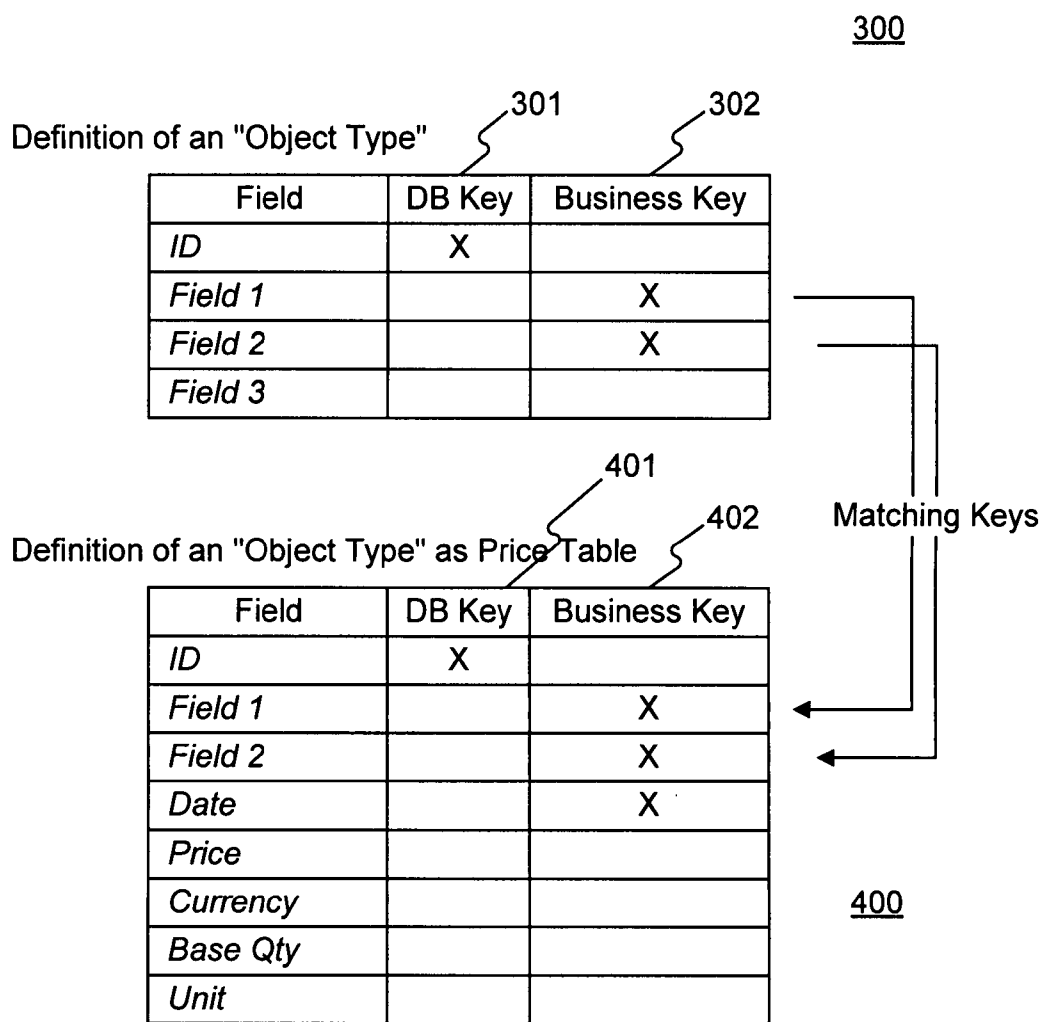 300
301 302
Definition of an "Object Type"
Field DB Key Business Key
ID X
Field 1 X
Field 2 X
Field 3
401
402 Matching Keys
Definition of an "Object Type" as Price Table
Field DB Key Business Key
ID X
Field 1 X
Field 2 X
Date X
Price
Currency
400
Base Qty
Unit